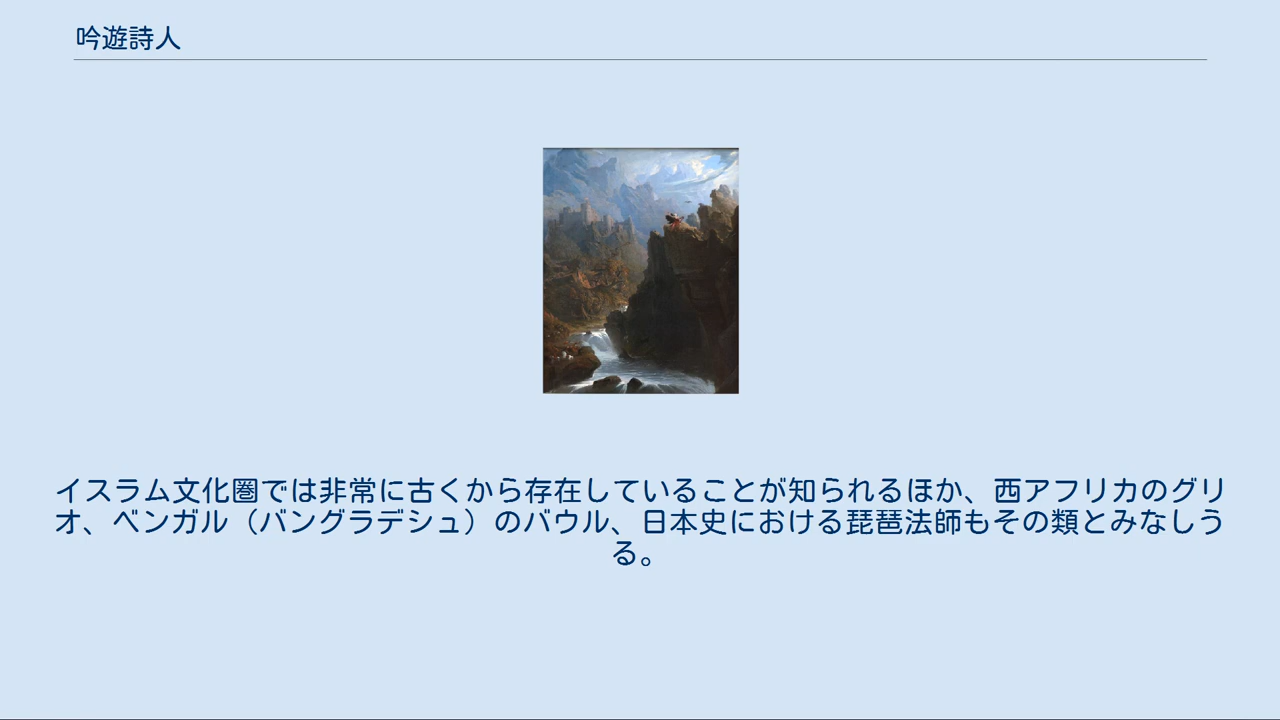 吟遊詩人
イスラム文化圏では非常に古くから存在していることが知られるほか、西アフリカのグリ
オ、ベンガル（バングラデシュ）のバウル、日本史における琵琶法師もその類とみなしう
る。